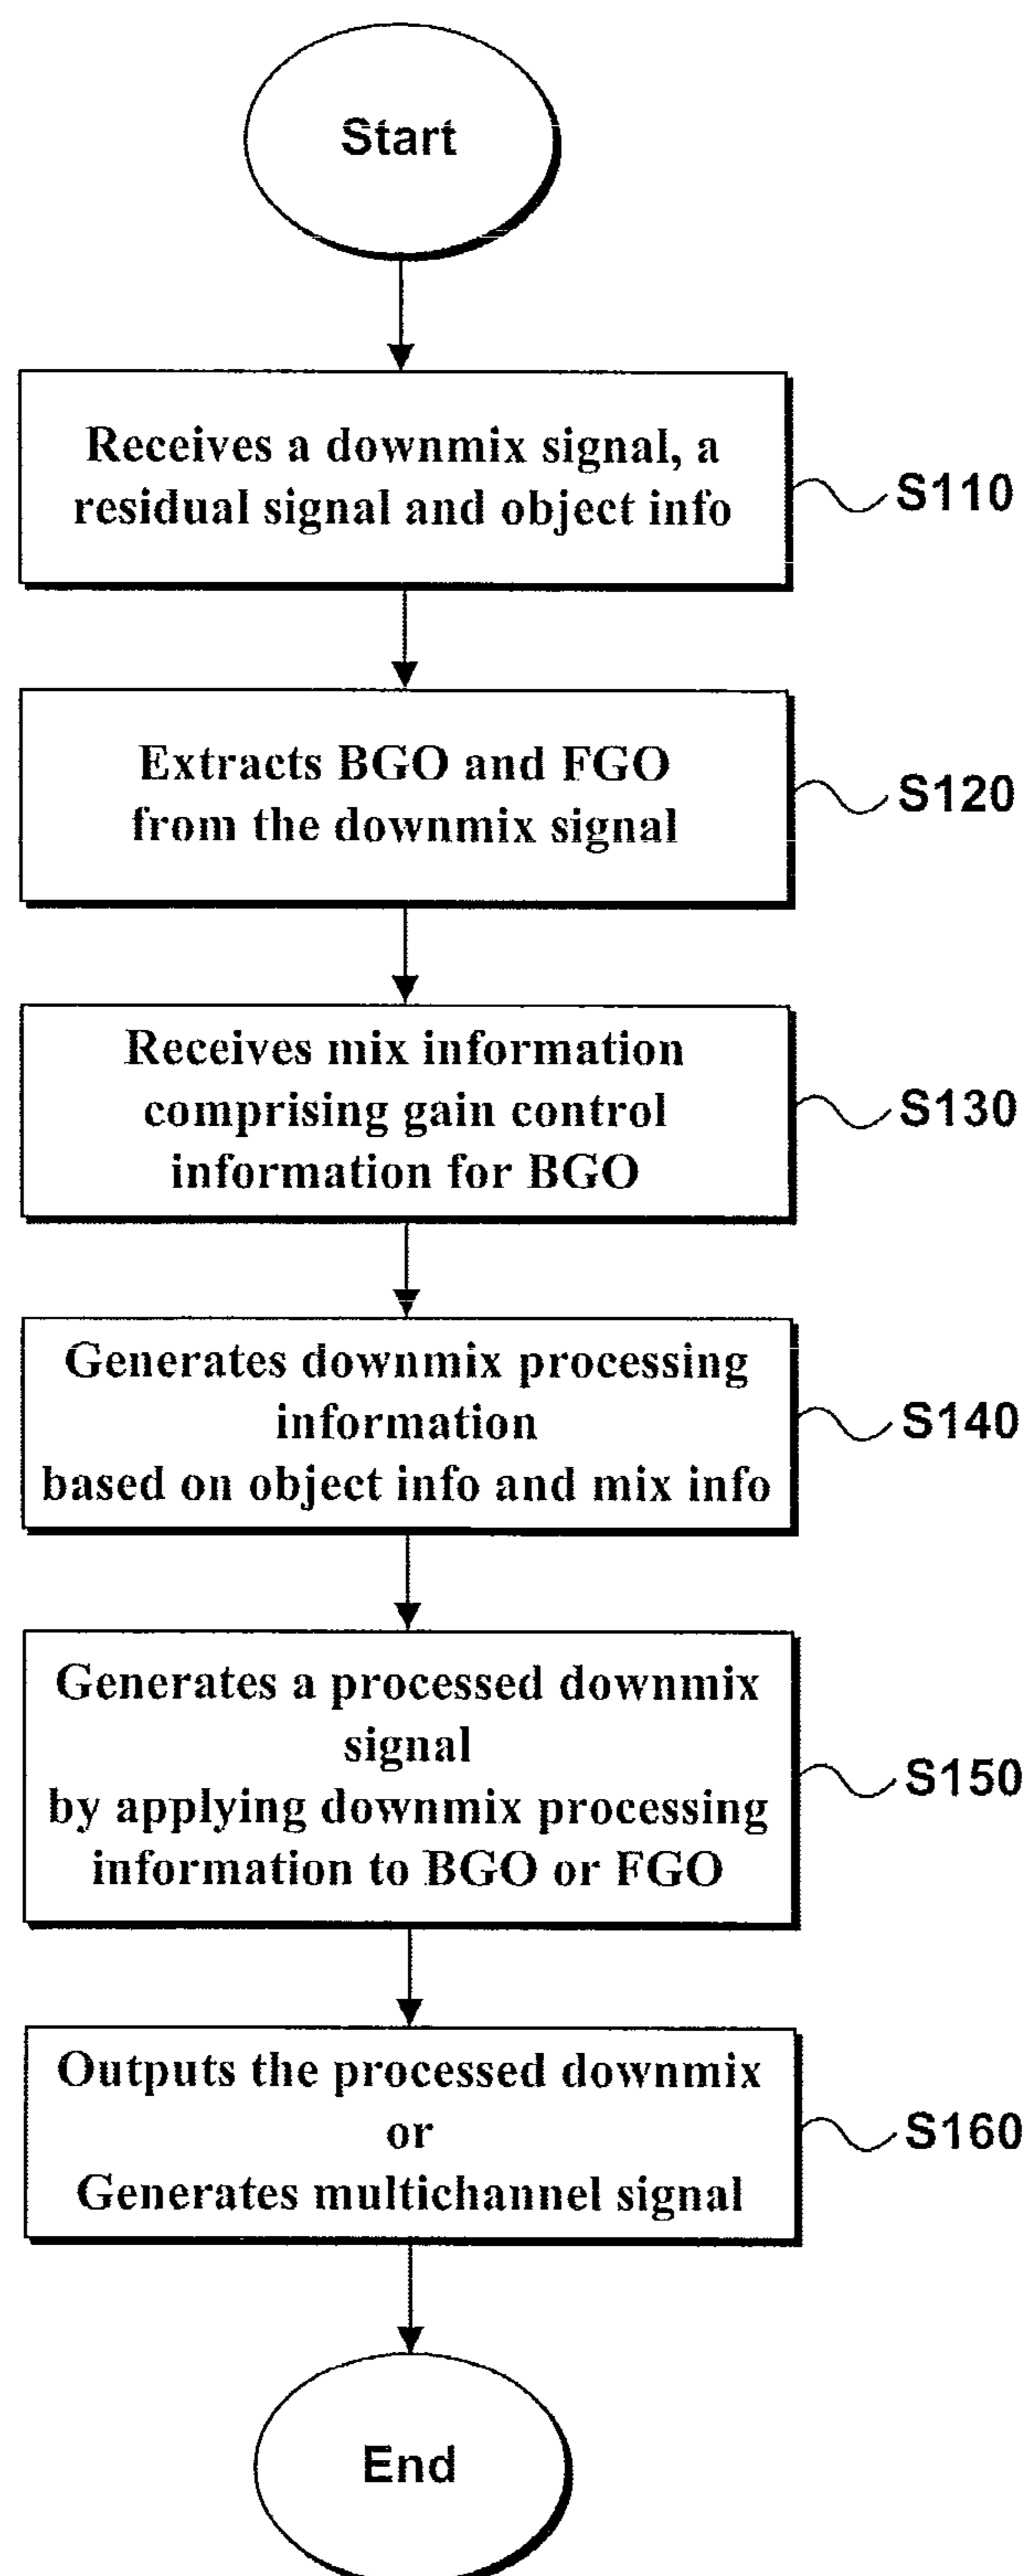 Start
Receives a downmix signal, a
residual signal and object info
S110
Extracts BGO and FGO
from the downmix signal
S120
Receives mix information
comprising gain control
information for BGO
S130
Generates downmix processing
information
based on object info and mix info
S140
Generates a processed downmix
signal
by applying downmix processing
information to BGO or FGO
S150
Outputs the processed downmix
or
Generates multichannel signal
S160
End